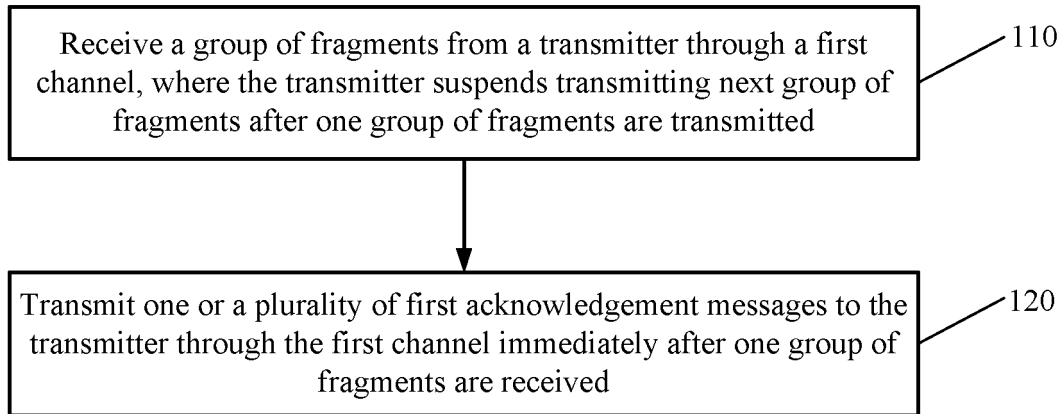 Receive a group of fragments from a transmitter through a first
channel, where the transmitter suspends transmitting next group of
fragments after one group of fragments are transmitted
110
Transmit one or a plurality of first acknowledgement messages to the
transmitter through the first channel immediately after one group of
fragments are received
120